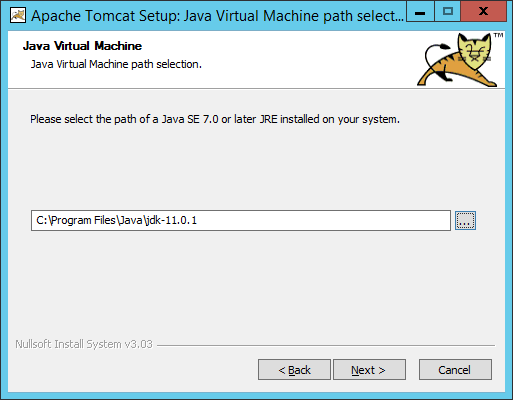 Apache Tomcat Setup: Java Virtual Machine path select...
Java Virtual Machine
Java Virtual Machine path selection.
TM
Please select the path of a Java SE 7.0 or later JRE installed on your system.
C:\Program Files\Java\jdk-11.0.1
...
Nullsoft Install System v3.03
< Back
Next >
Cancel